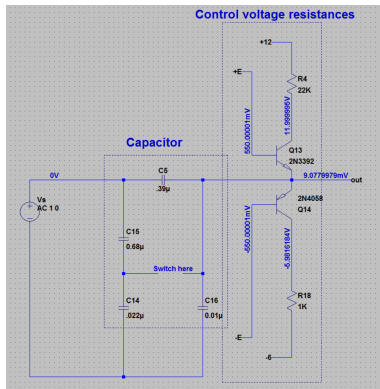 Control voltage resistances
+12
R4
22K
+E
550.00001mV
11.999995V
Q13
2N3392
Capacitor
C5
.39µ
0V
9.0779979mV
out
Vs
AC 1 0
2N4058
Q14
-550.00001mV
-5.9816184V
C15
0.68µ
Switch here
C14
.022µ
C16
0.01µ
R18
1K
-E
-6